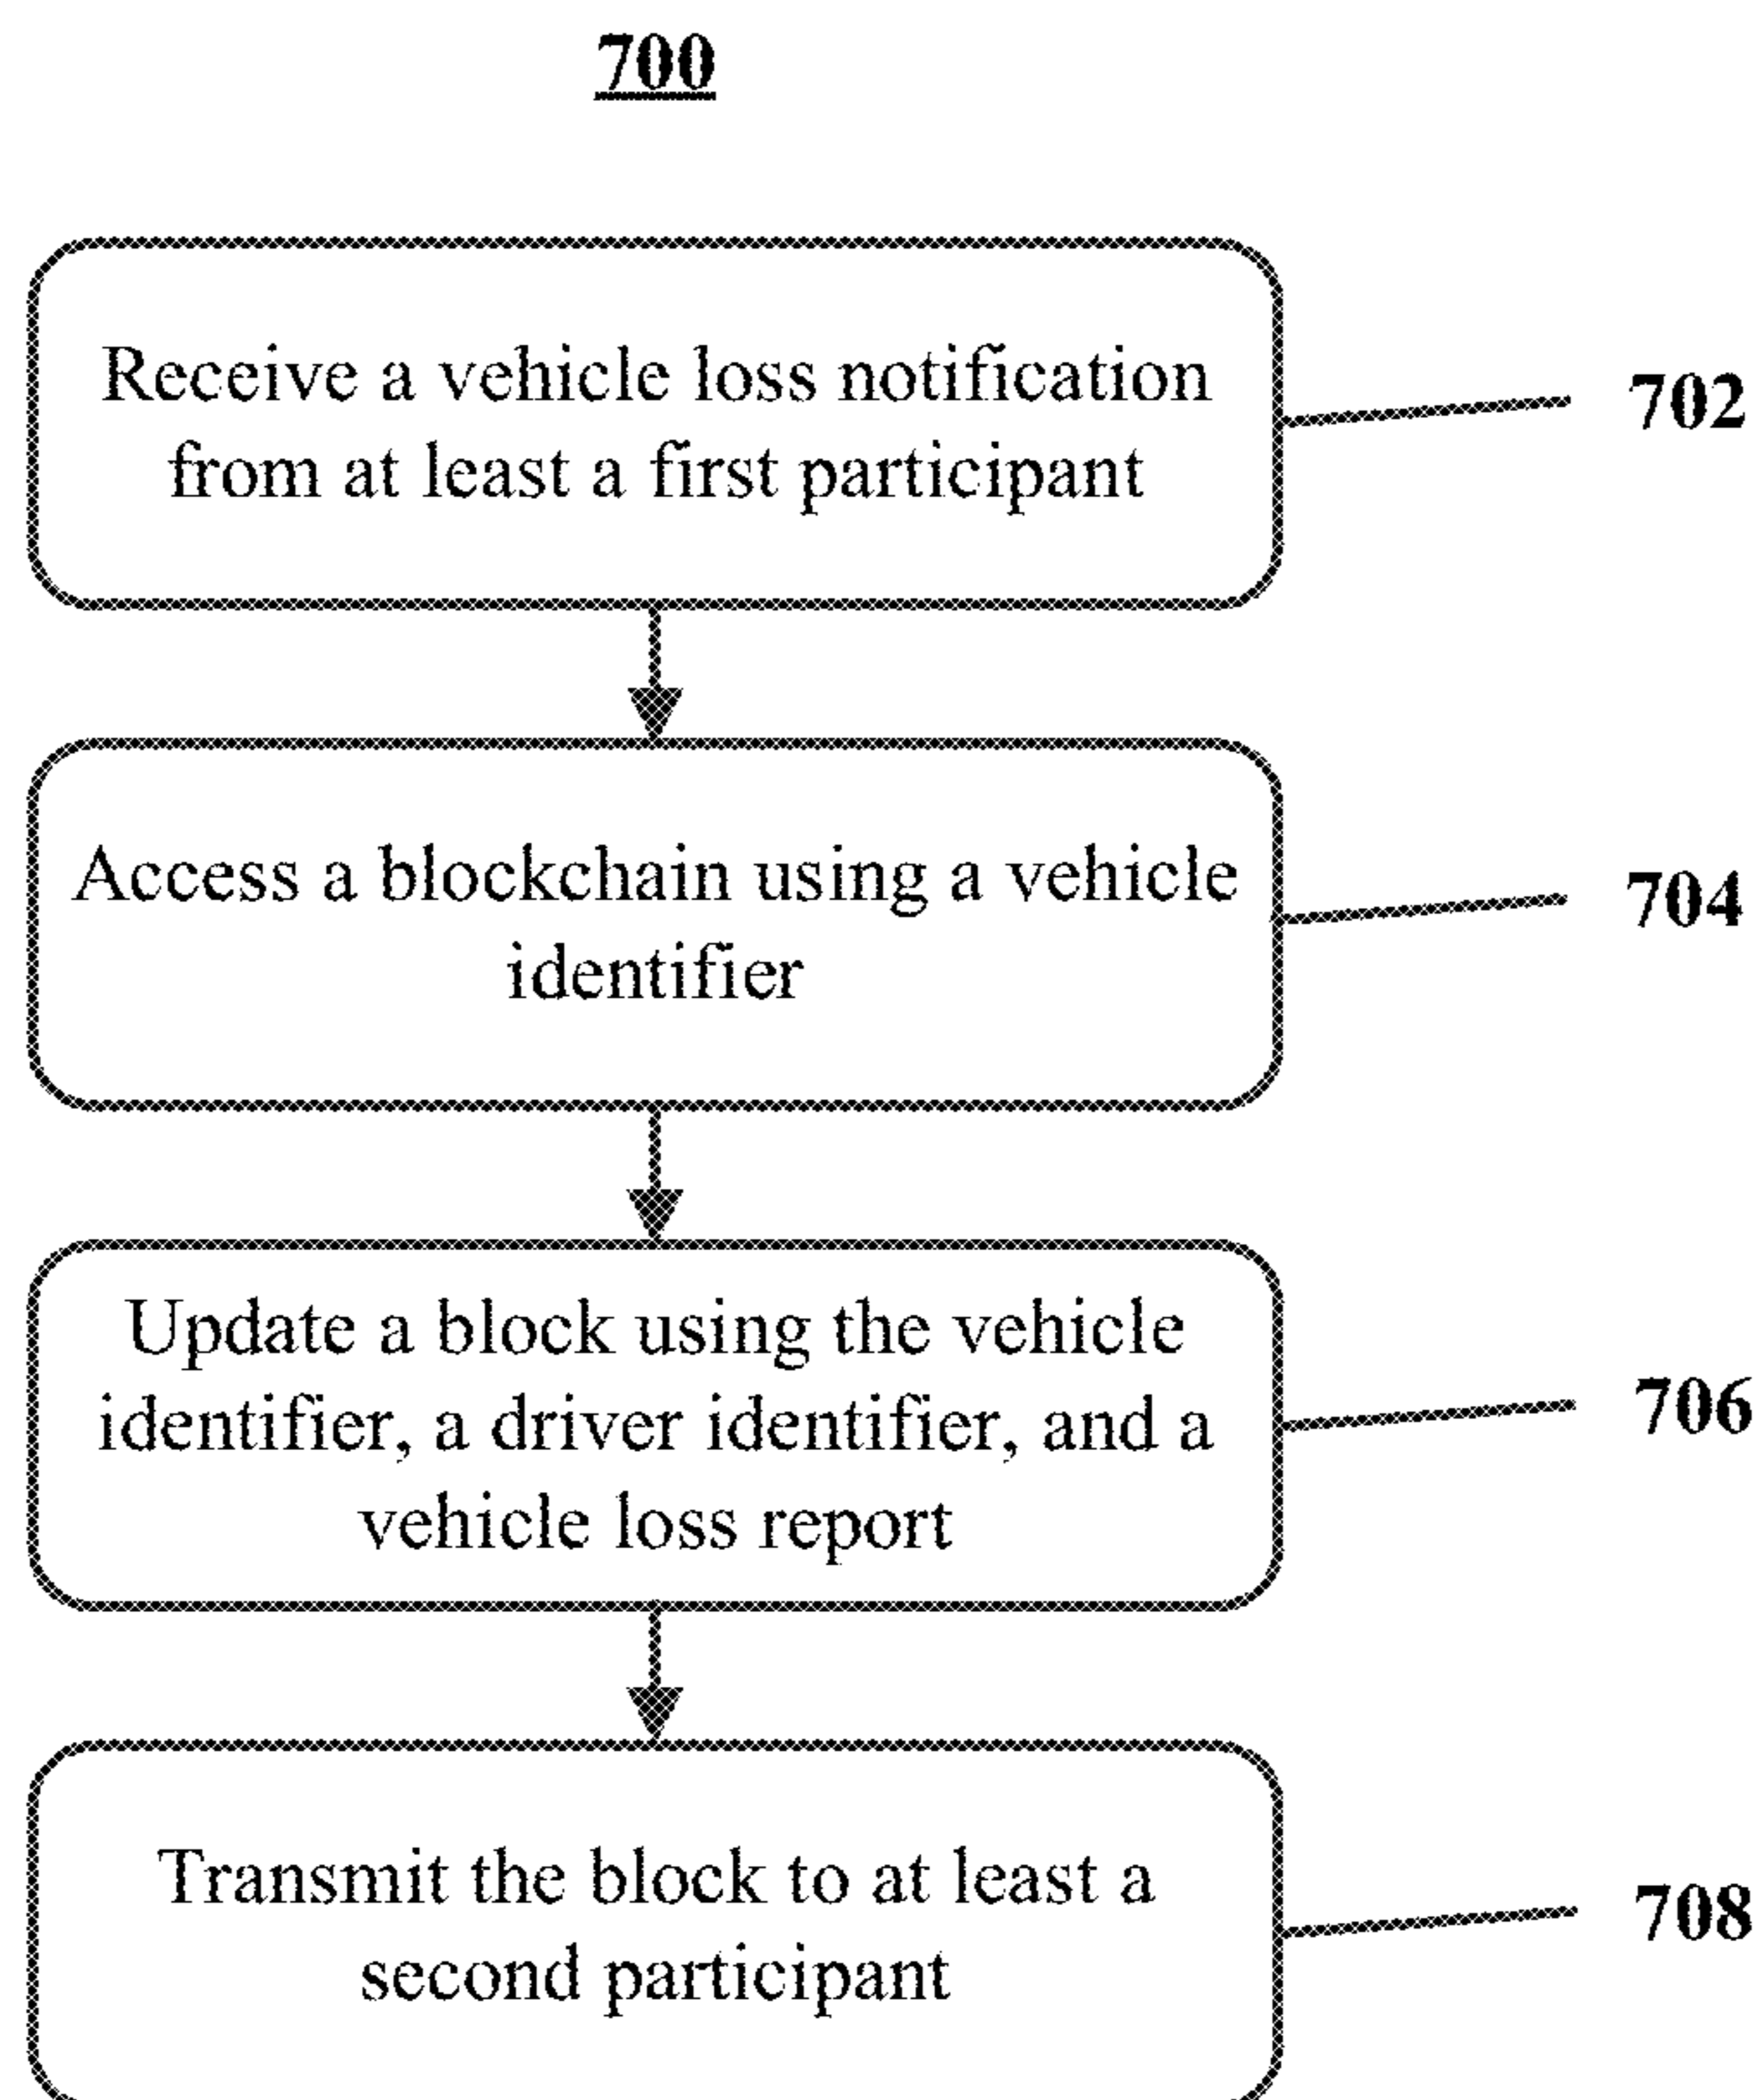 700
Receive a vehicle loss notification
from at least a first participant
702
Access a blockchain using a vehicle
identifier
704
Update a block using the vehicle
identifier, a driver identifier, and a
vehicle loss report
706
Transmit the block to at least a
second participant
708